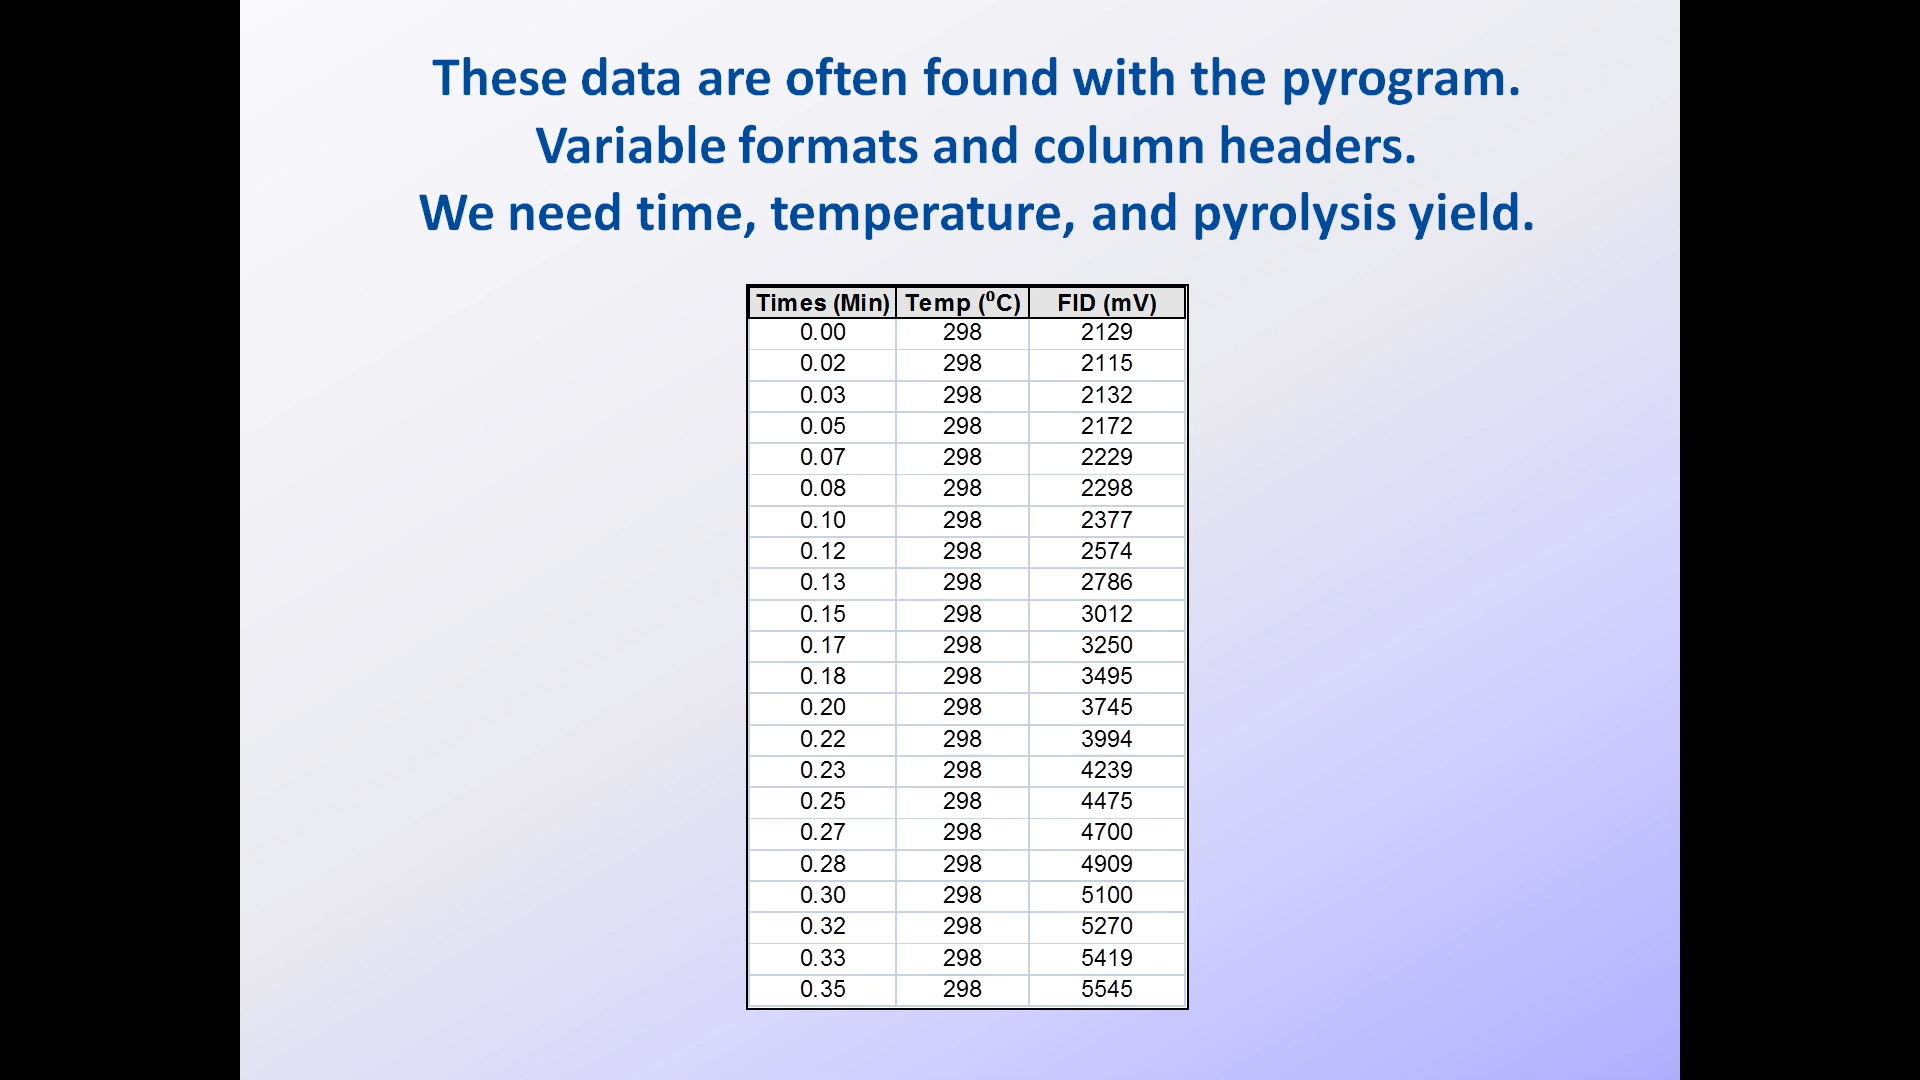 These data are often found with the pyrogram.
Variable formats and column headers.
We need time, temperature, and pyrolysis yield.
Times (Min) Temp (⁰C) FID (mV)
0.00 298 2129
0.02 298 2115
0.03 298 2132
0.05 298 2172
0.07 298 2229
0.08 298 2298
0.10 298 2377
0.12 298 2574
0.13 298 2786
0.15 298 3012
0.17 298 3250
0.18 298 3495
0.20 298 3745
0.22 298 3994
0.23 298 4239
0.25 298 4475
0.27 298 4700
0.28 298 4909
0.30 298 5100
0.32 298 5270
0.33 298 5419
0.35 298 5545